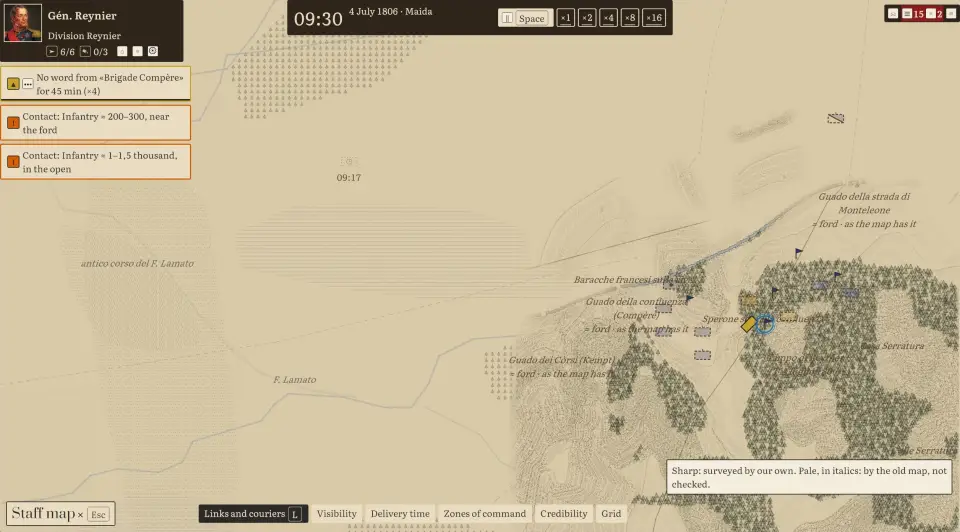 Gén. Reynier
Division Reynier
6/6
0/3
09:30
4 July 1806 · Maida
Space
×1
×2
×4
×8
×16
15
2
No word from «Brigade Compère»
for 45 min (×4)
Contact: Infantry ≈ 200–300, near
the ford
Contact: Infantry ≈ 1–1,5 thousand,
in the open
09:17
Guado della strada di
Monteleone
= ford · as the map has it
antico corso del F. Lamato
Baracche francesi
Guado della confluenza
(Compère)
= ford · as the map has it
Sperone
Guado dei Corsi (Kempt)
= ford · as the map has
Serratura
F. Lamato
Serratura
Sharp: surveyed by our own. Pale, in italics: by the old map, not
checked.
Staff map × Esc
Links and couriers L
Visibility
Delivery time
Zones of command
Credibility
Grid